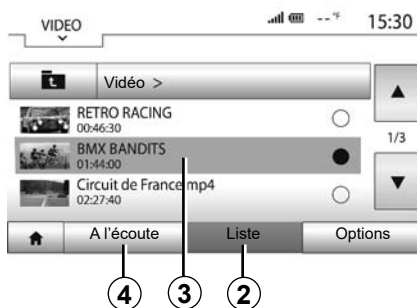 VIDEO
--°F
15:30
Vidéo >
RETRO RACING
00:46:30
BMX BANDITS
01:44:00
1/3
Circuit de France.mp4
02:27:40
A l'écoute
Liste
Options
4
3
2